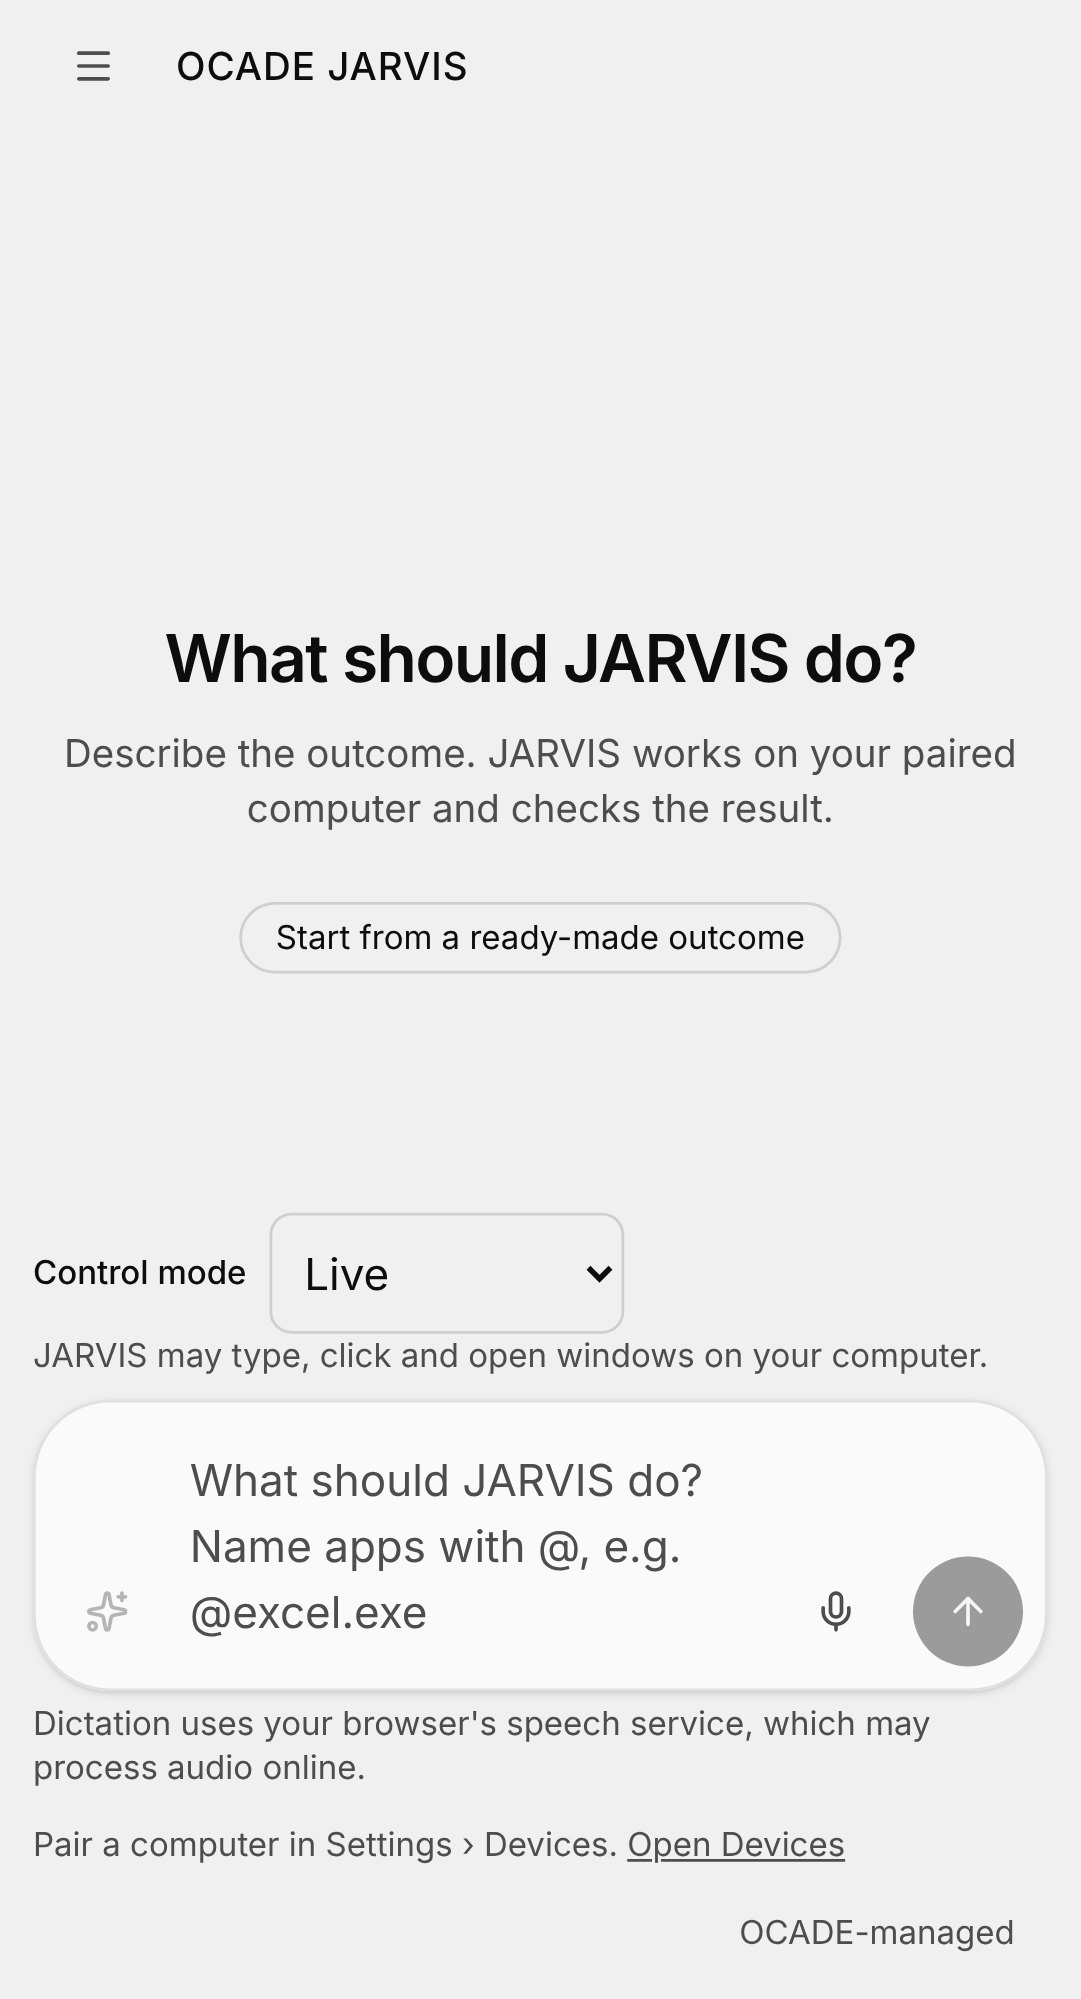 OCADE JARVIS
What should JARVIS do?
Describe the outcome. JARVIS works on your paired
computer and checks the result.
Start from a ready-made outcome
Control mode
Live
JARVIS may type, click and open windows on your computer.
What should JARVIS do?
Name apps with @, e.g.
@excel.exe
Dictation uses your browser's speech service, which may
process audio online.
Pair a computer in Settings › Devices. Open Devices
OCADE-managed